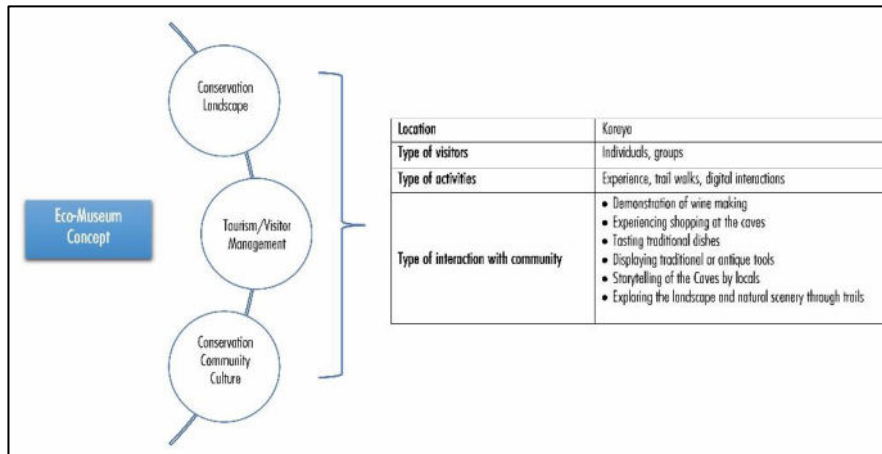 Eco-Museum
Concept
Conservation
Landscape
Tourism/Visitor
Management
Conservation
Community
Culture
Location Koraya
Type of visitors Individuals, groups
Type of activities Experience, trail walks, digital interactions
Type of interaction with community
• Demonstration of wine making
• Experiencing shopping at the caves
• Tasting traditional dishes
• Displaying traditional or antique tools
• Storytelling of the Caves by locals
• Exploring the landscape and natural scenery through trails